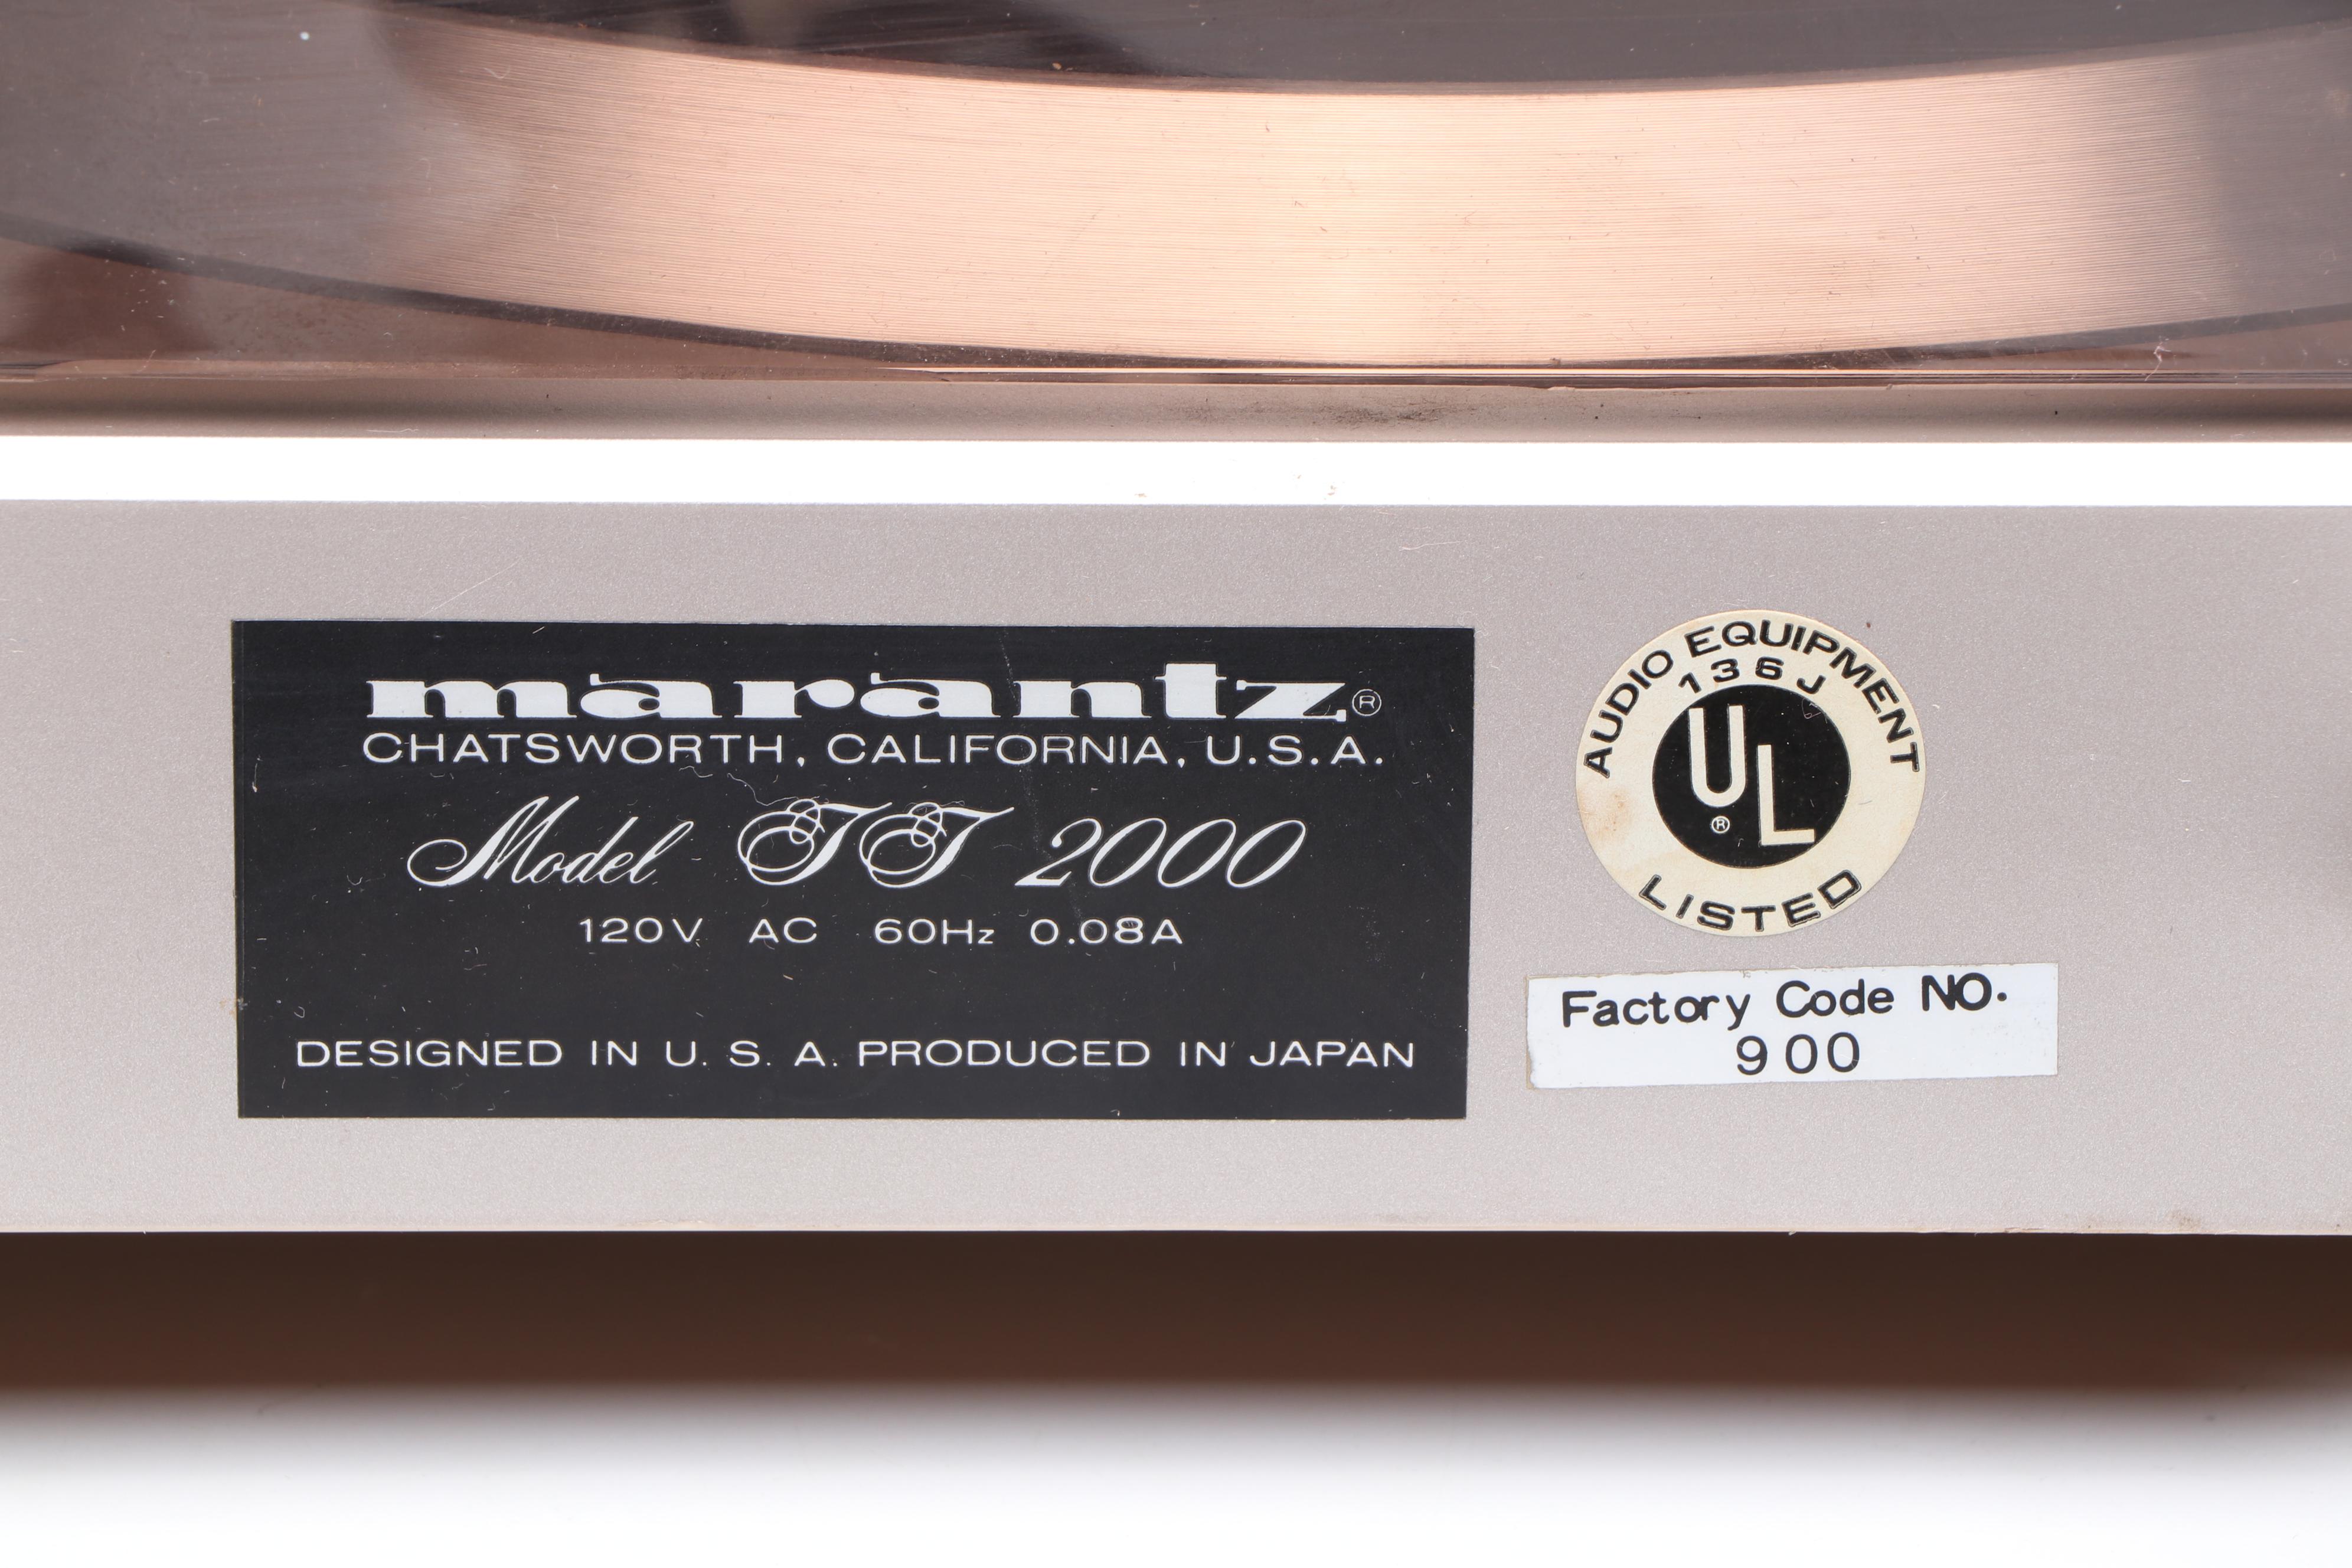 marantz®
CHATSWORTH, CALIFORNIA, U.S.A.
Model TT 2000
120V AC 60Hz 0.08A
DESIGNED IN U. S. A. PRODUCED IN JAPAN
AUDIO EQUIPMENT
136J
UL®
LISTED
Factory Code NO.
900